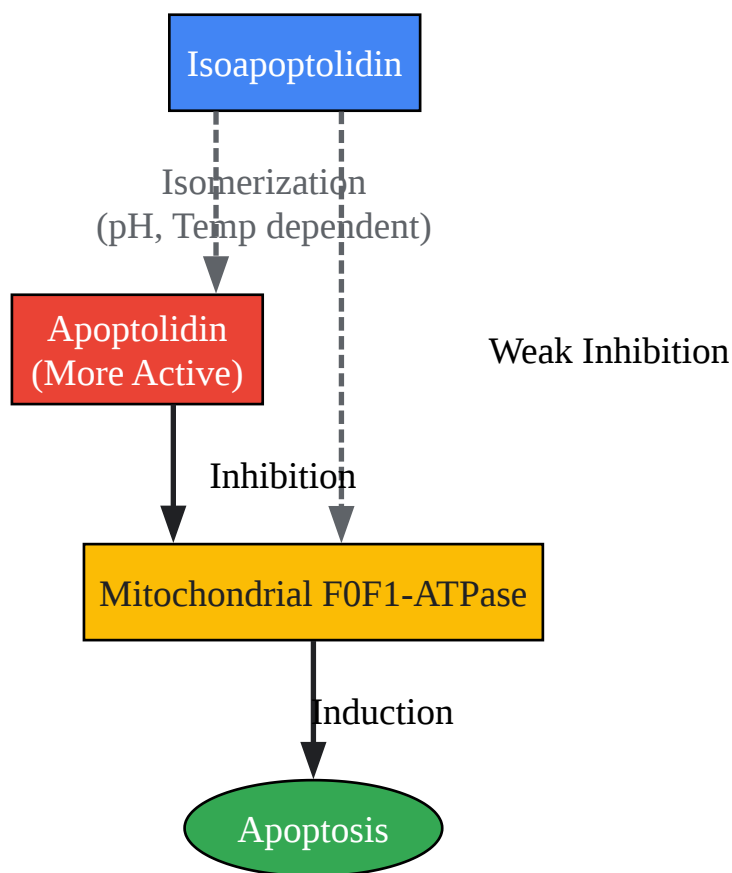 Isoapoptolidin
Isomerization
(pH, Temp dependent)
Apoptolidin
(More Active)
Weak Inhibition
Inhibition
Mitochondrial F0F1-ATPase
Induction
Apoptosis